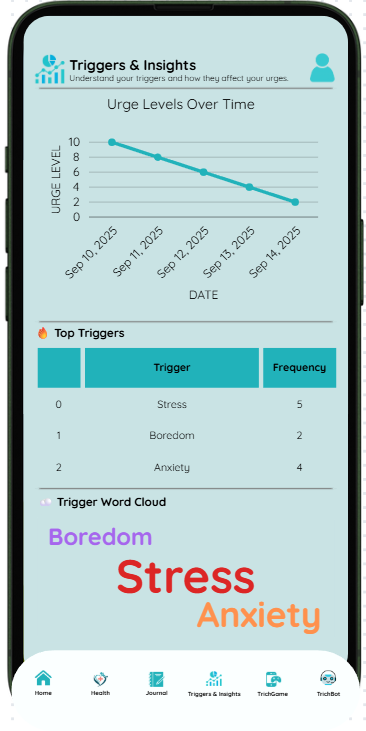 Triggers & Insights
Understand your triggers and how they affect your urges.
Urge Levels Over Time
URGE LEVEL
10
8
6
4
2
0
Sep 10, 2025
Sep 11, 2025
Sep 12, 2025
Sep 13, 2025
Sep 14, 2025
DATE
Top Triggers
Trigger Frequency
0 Stress 5
1 Boredom 2
2 Anxiety 4
Trigger Word Cloud
Boredom
Stress
Anxiety
Home Health Journal Triggers & Insights TrichGame TrichBot